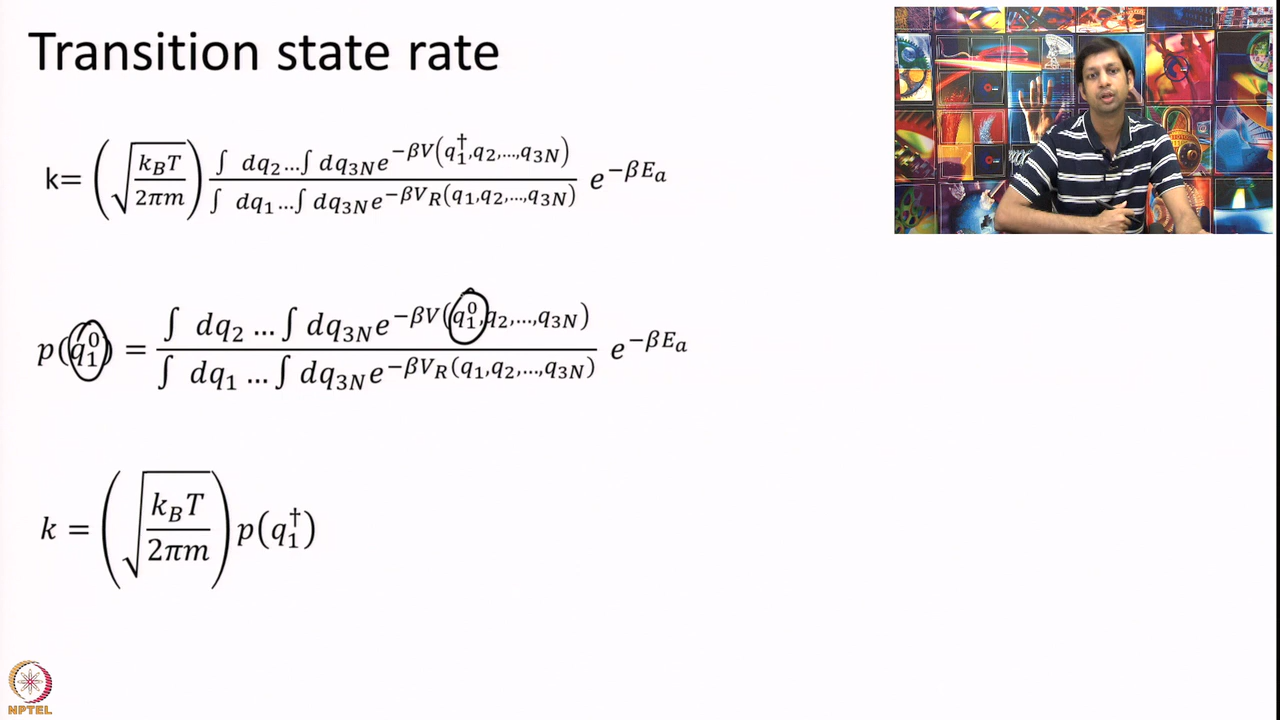 Transition state rate
k= (√(k_BT / 2πm)) (∫ dq₂…∫ dq₃N e^{−βV(q₁†,q₂,…,q₃N)} / ∫ dq₁…∫ dq₃N e^{−βV_R(q₁,q₂,…,q₃N)}) e^{−βE_a}
p(q₁⁰) = (∫ dq₂ … ∫ dq₃N e^{−βV(q₁⁰,q₂,…,q₃N)} / ∫ dq₁ … ∫ dq₃N e^{−βV_R(q₁,q₂,…,q₃N)}) e^{−βE_a}
k = (√(k_BT / 2πm)) p(q₁†)
NPTEL